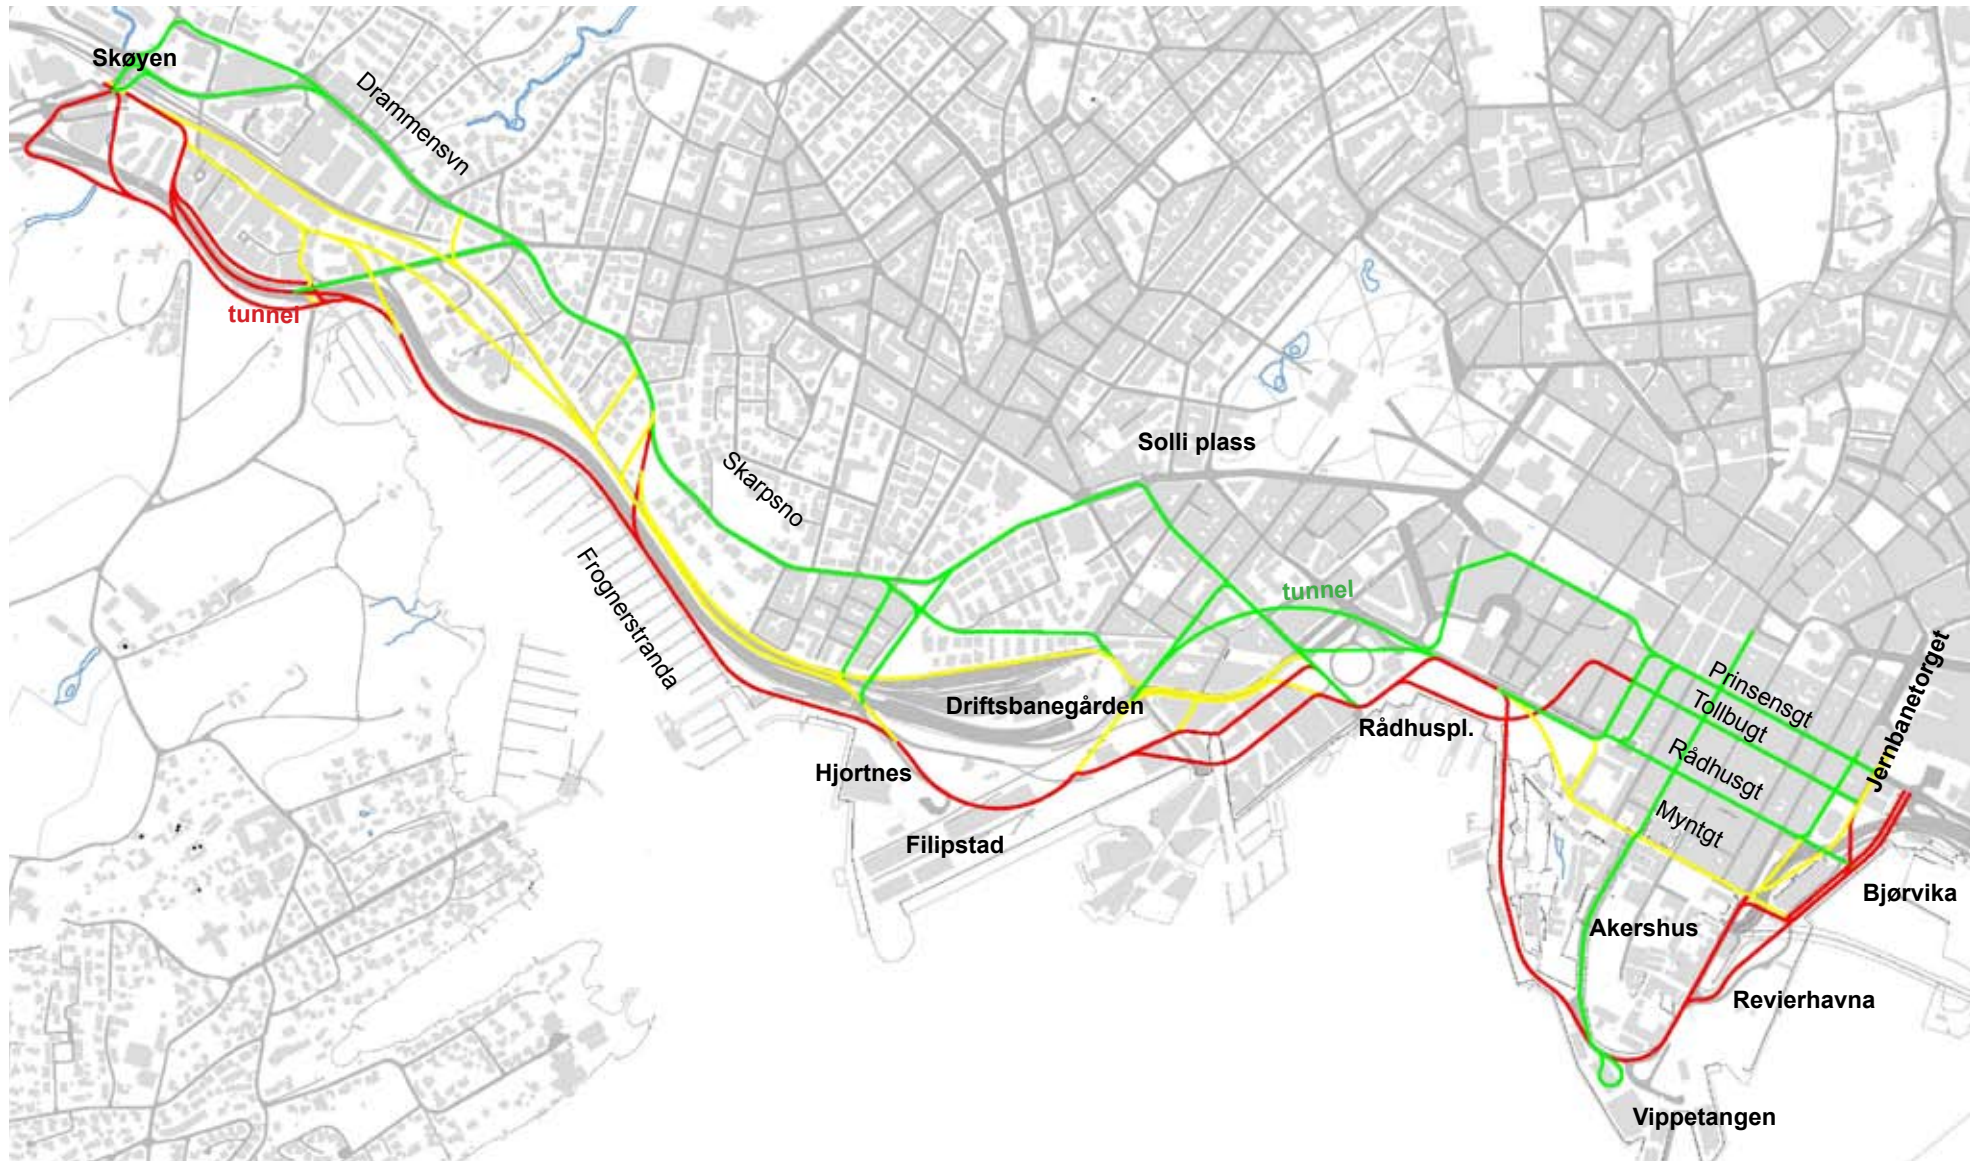 Skøyen
Drammensvn
tunnel
Solli plass
Skarpsno
Frognerstranda
tunnel
Driftsbanegården
Rådhuspl.
Hjortnes
Filipstad
Prinsensgt
Tollbugt
Rådhusgt
Myntgt
Jernbanetorget
Bjørvika
Akershus
Revierhavna
Vippetangen